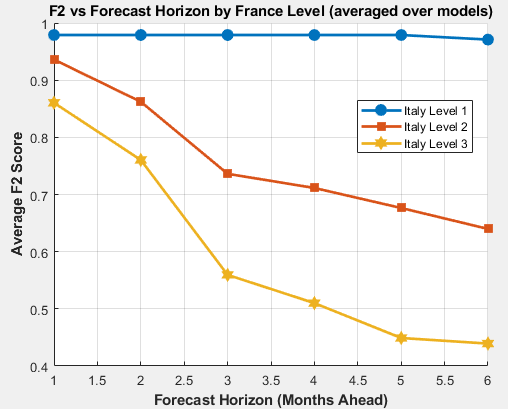 F2 vs Forecast Horizon by France Level (averaged over models)
1
0.9
0.8
0.7
0.6
0.5
0.4
Average F2 Score
Italy Level 1
Italy Level 2
Italy Level 3
1 1.5 2 2.5 3 3.5 4 4.5 5 5.5 6
Forecast Horizon (Months Ahead)